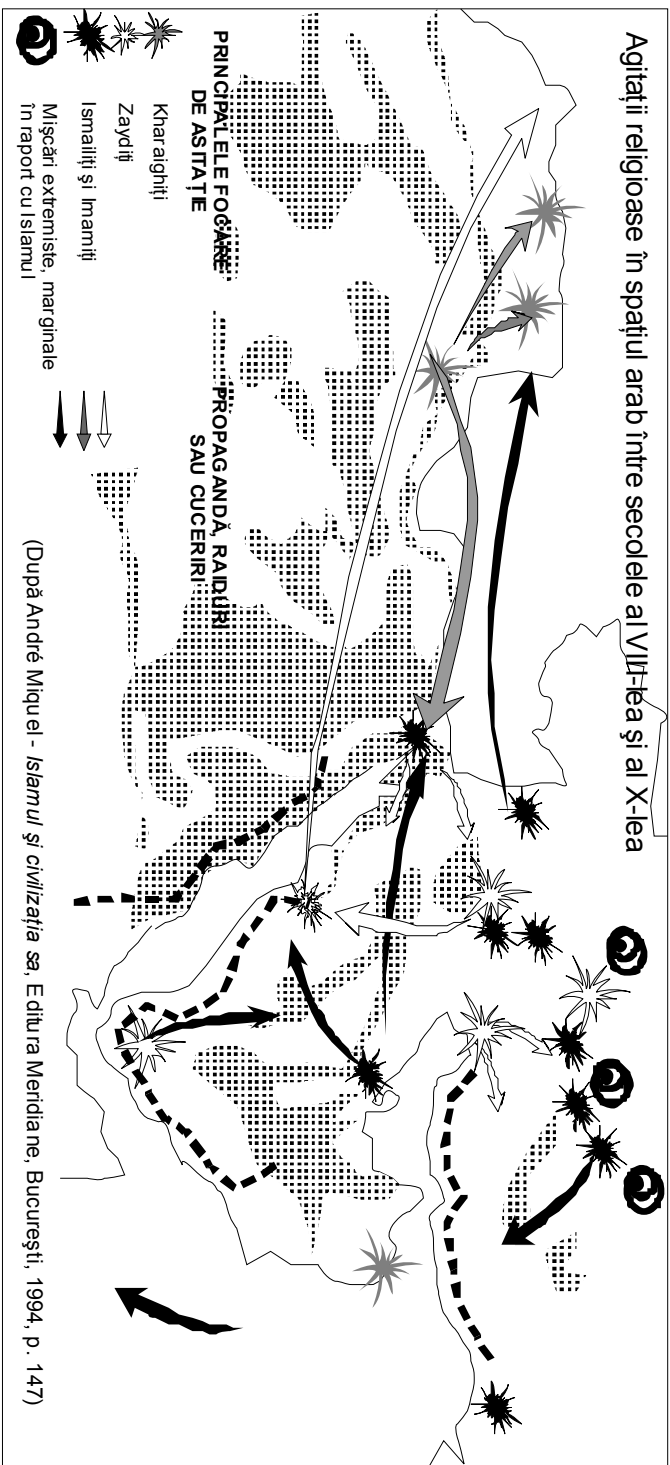 Agitații religioase în spațiul arab între secolele al VIII-lea și al X-lea
PRINCIPALELE FOCARE
DE ASITAȚIE
Kharaighiți
Zaydiți
Ismailiți și Imamiți
Mișcări extremiste, marginale
în raport cu Islamul
PROPAGANDĂ, RAIDURI
SAU CUCERIRI
(După André Miquel - Islamul și civilizația sa, Editura Meridiane, București, 1994, p. 147)